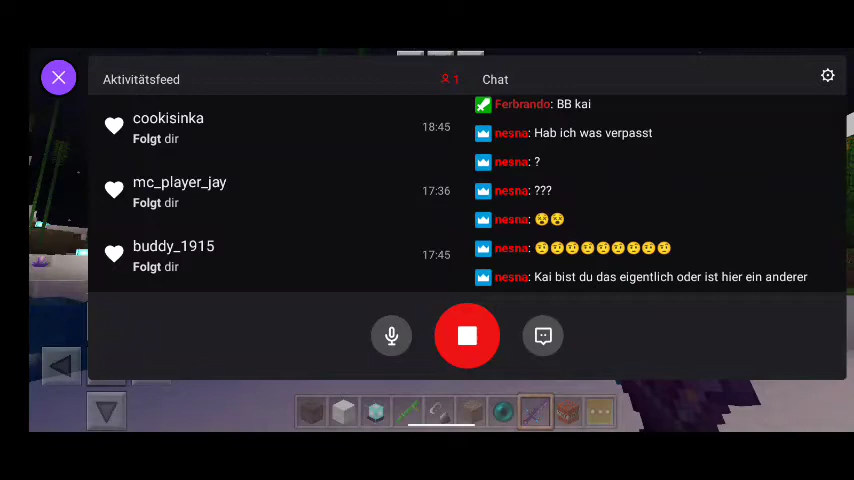 Aktivitätsfeed
1
cookisinka
Folgt dir
18:45
mc_player_jay
Folgt dir
17:36
buddy_1915
Folgt dir
17:45
Chat
Ferbrando: BB kai
nesna: Hab ich was verpasst
nesna: ?
nesna: ???
nesna: 😵😵
nesna: 🤨🤨🤨🤨🤨🤨🤨🤨🤨
nesna: Kai bist du das eigentlich oder ist hier ein anderer